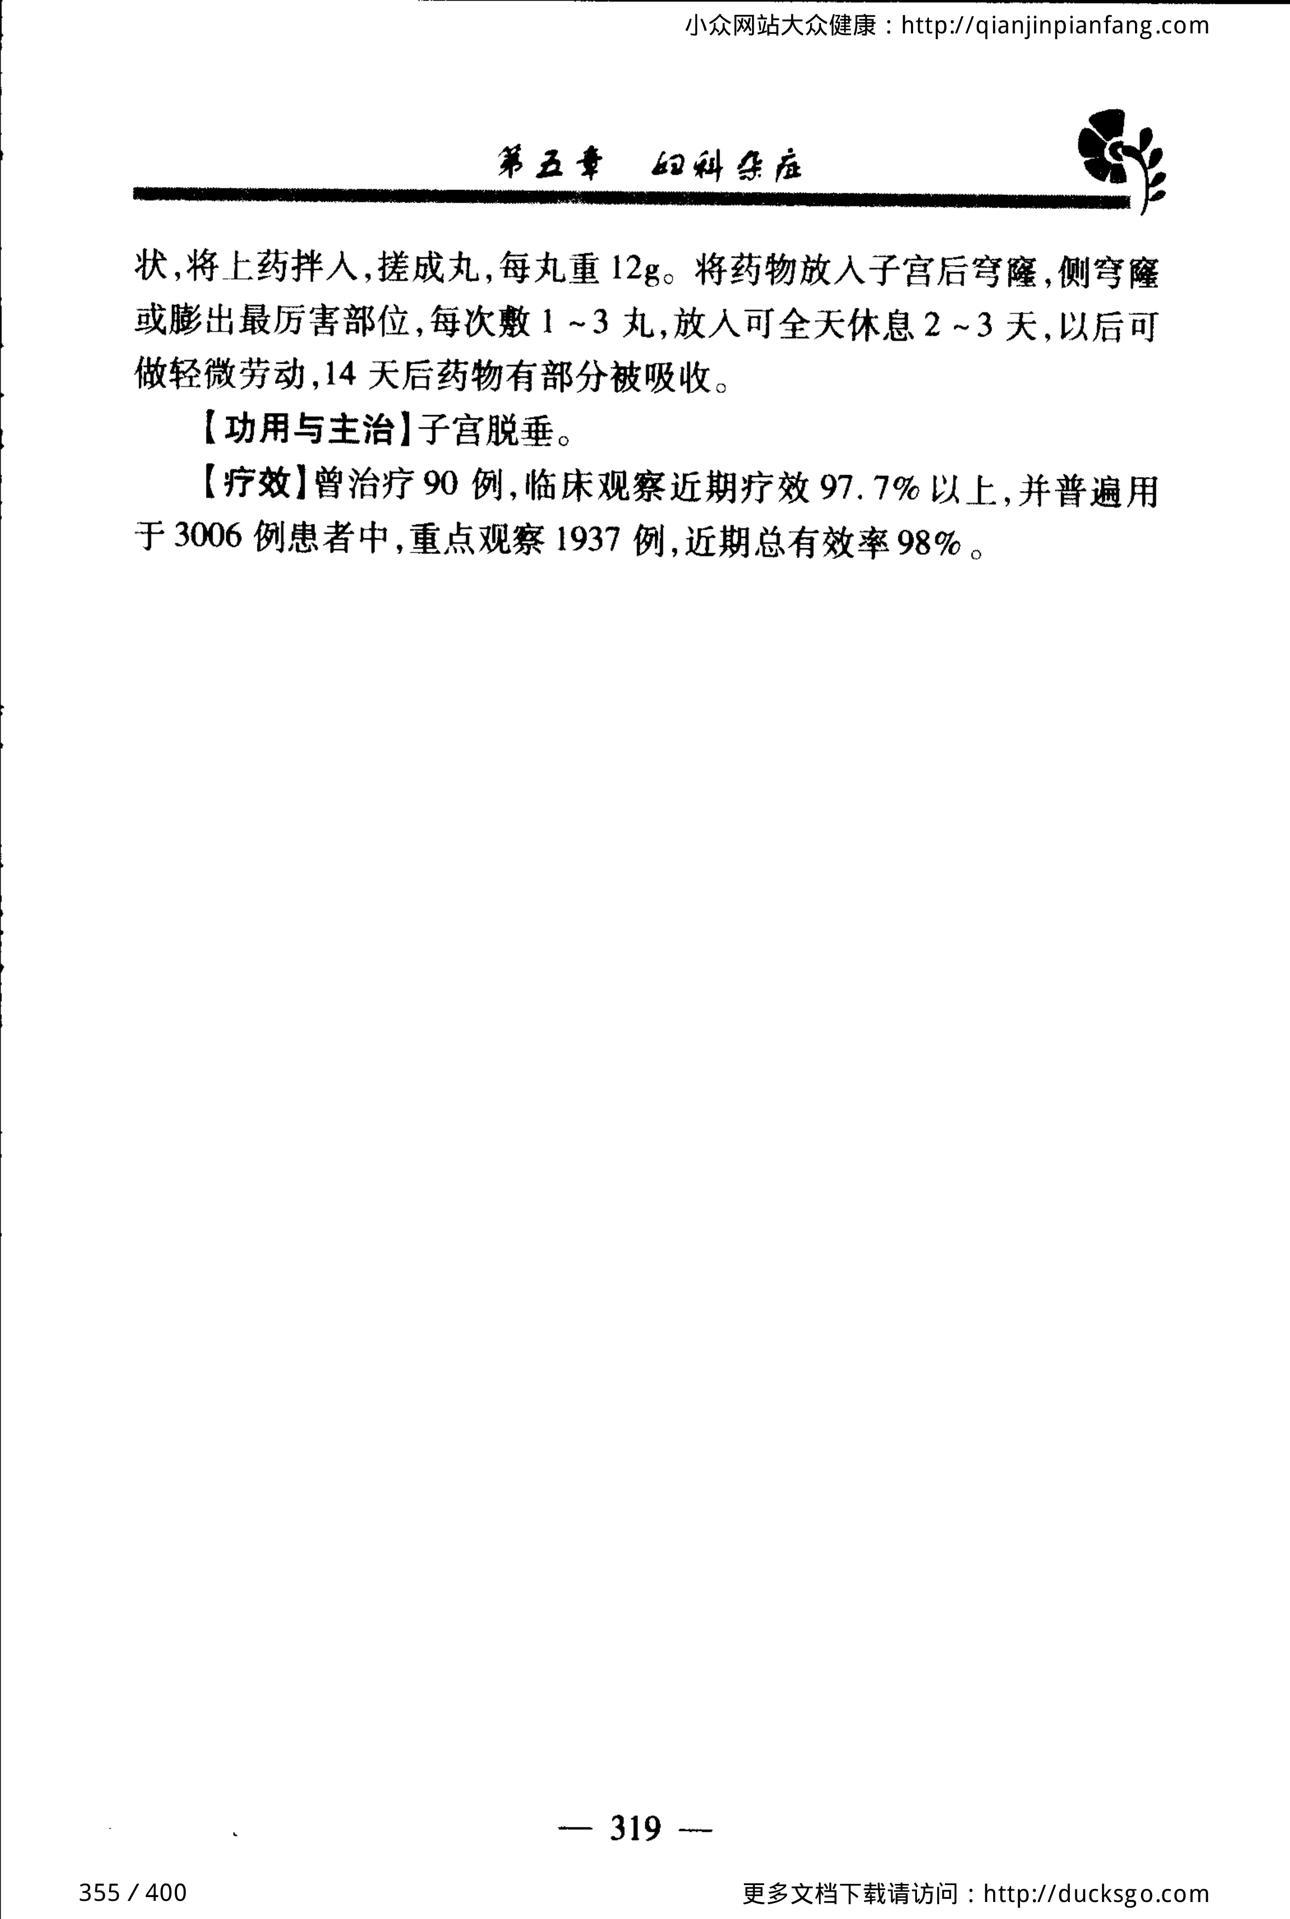 小众网站大众健康：http://qianjinpianfang.com
第五章 妇科杂症
状,将上药拌入,搓成丸,每丸重12g。将药物放入子宫后穹窿,侧穹窿
或膨出最厉害部位,每次敷1~3丸,放入可全天休息2~3天,以后可
做轻微劳动,14天后药物有部分被吸收。
【功用与主治】子宫脱垂。
【疗效】曾治疗90例,临床观察近期疗效97.7%以上,并普遍用
于3006例患者中,重点观察1937例,近期总有效率98%。
— 319 —
355 / 400
更多文档下载请访问：http://ducksgo.com